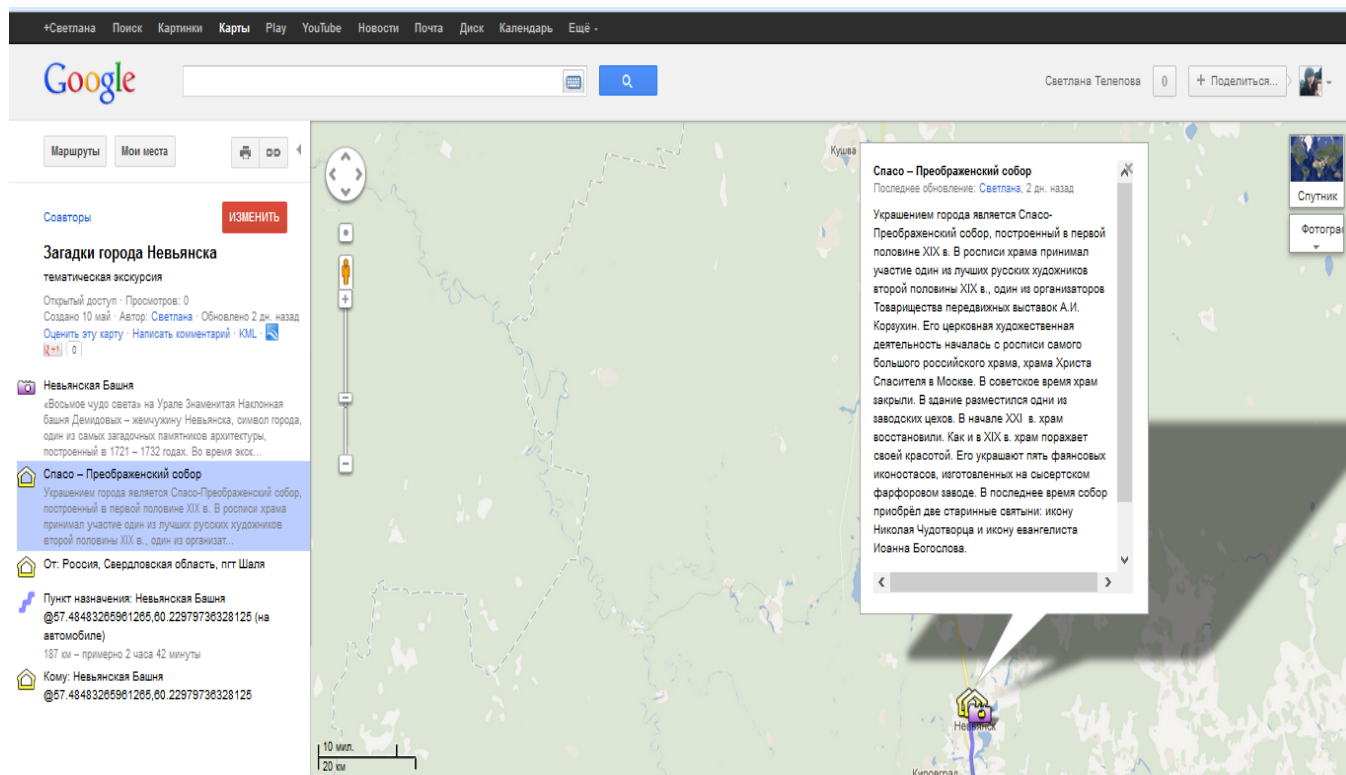 +Светлана Поиск Картинки Карты Play YouTube Новости Почта Диск Календарь Ещё
Google
Светлана Телепова 0 + Поделиться...
Маршруты Мои места
Соавторы ИЗМЕНИТЬ
Загадки города Невьянска
тематическая экскурсия
Открытый доступ · Просмотров: 0
Создано 10 май · Автор: Светлана · Обновлено 2 дн. назад
Оценить эту карту · Написать комментарий · KML ·
+1 0
Невьянская Башня
«Восьмое чудо света» на Урале Знаменитая Наклонная
башня Демидовых – жемчужину Невьянска, символ города,
один из самых загадочных памятников архитектуры,
построенный в 1721 – 1732 годах. Во время экск...
Спасо – Преображенский собор
Украшением города является Спасо-Преображенский собор,
построенный в первой половине XIX в. В росписи храма
принимал участие один из лучших русских художников
второй половины XIX в., один из организат...
От: Россия, Свердловская область, пгт Шаля
Пункт назначения: Невьянская Башня
@57.48483265961265,60.22979736328125 (на
автомобиле)
187 км – примерно 2 часа 42 минуты
Кому: Невьянская Башня
@57.48483265961265,60.22979736328125
Кушва
Спасо – Преображенский собор
Последнее обновление: Светлана, 2 дн. назад
Украшением города является Спасо-
Преображенский собор, построенный в первой
половине XIX в. В росписи храма принимал
участие один из лучших русских художников
второй половины XIX в., один из организаторов
Товарищества передвижных выставок А.И.
Корзухин. Его церковная художественная
деятельность началась с росписи самого
большого российского храма, храма Христа
Спасителя в Москве. В советское время храм
закрыли. В здание разместился одни из
заводских цехов. В начале XXI в. храм
восстановили. Как и в XIX в. храм поражает
своей красотой. Его украшают пять фаянсовых
иконостасов, изготовленных на сысертском
фарфоровом заводе. В последнее время собор
приобрёл две старинные святыни: икону
Николая Чудотворца и икону евангелиста
Иоанна Богослова.
Спутник
Фотограф
Невьянск
Кировград
10 мил.
20 км